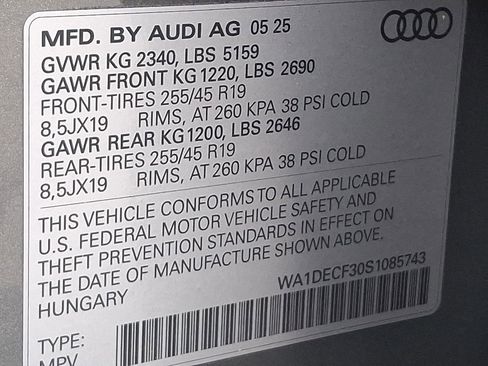 MFD. BY AUDI AG 05 25
GVWR KG 2340, LBS 5159
GAWR FRONT KG 1220, LBS 2690
FRONT-TIRES 255/45 R19
8,5JX19 RIMS, AT 260 KPA 38 PSI COLD
GAWR REAR KG 1200, LBS 2646
REAR-TIRES 255/45 R19
8,5JX19 RIMS, AT 260 KPA 38 PSI COLD
THIS VEHICLE CONFORMS TO ALL APPLICABLE
U.S. FEDERAL MOTOR VEHICLE SAFETY AND
THEFT PREVENTION STANDARDS IN EFFECT ON
THE DATE OF MANUFACTURE SHOWN ABOVE.
HUNGARY WA1DECF30S1085743
TYPE:
MPV